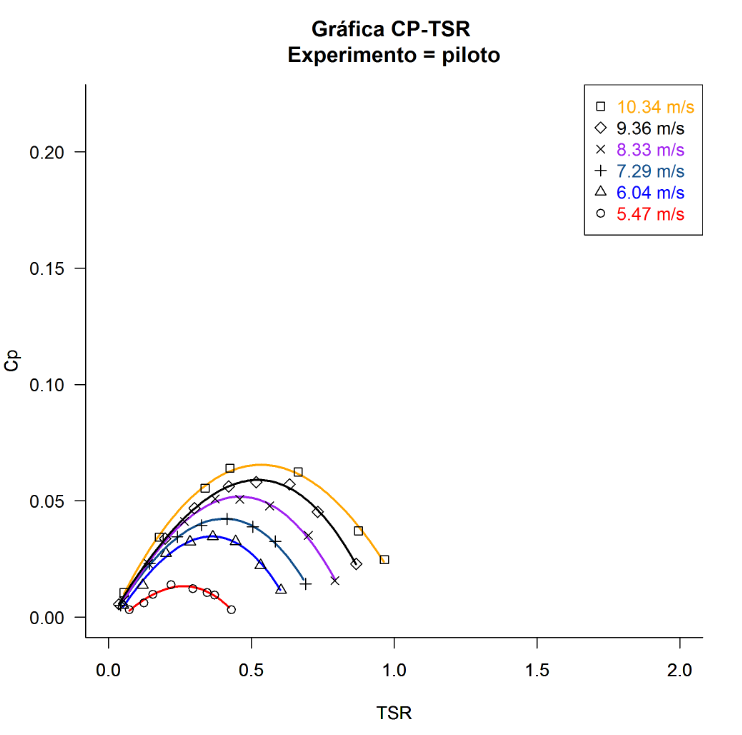 Gráfica CP-TSR
Experimento = piloto
10.34 m/s
9.36 m/s
8.33 m/s
7.29 m/s
6.04 m/s
5.47 m/s
0.20
0.15
0.10
0.05
0.00
Cp
0.0 0.5 1.0 1.5 2.0
TSR